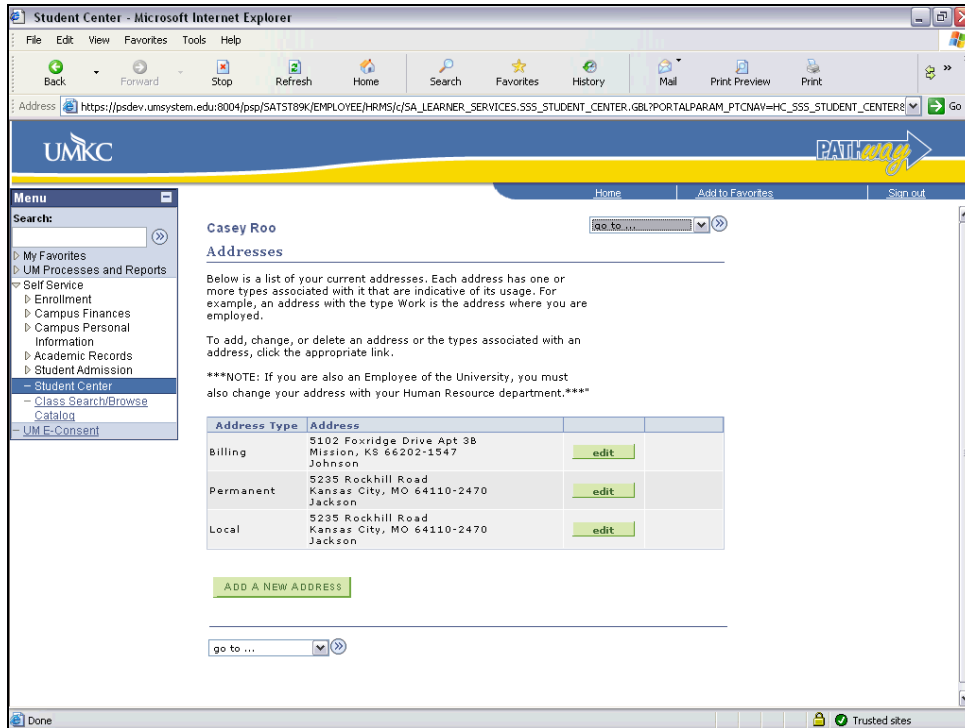 Student Center - Microsoft Internet Explorer
File Edit View Favorites Tools Help
Back Forward Stop Refresh Home Search Favorites History Mail Print Preview Print
Address https://psdev.umsystem.edu:8004/psp/SATST89K/EMPLOYEE/HRMS/c/SA_LEARNER_SERVICES.SSS_STUDENT_CENTER.GBL?PORTALPARAM_PTCNAV=HC_SSS_STUDENT_CENTER& Go
UMKC PATHway
Home Add to Favorites Sign out
Menu
Search:
My Favorites
UM Processes and Reports
Self Service
Enrollment
Campus Finances
Campus Personal
Information
Academic Records
Student Admission
Student Center
Class Search/Browse
Catalog
UM E-Consent
Casey Roo go to ...
Addresses
Below is a list of your current addresses. Each address has one or
more types associated with it that are indicative of its usage. For
example, an address with the type Work is the address where you are
employed.
To add, change, or delete an address or the types associated with an
address, click the appropriate link.
***NOTE: If you are also an Employee of the University, you must
also change your address with your Human Resource department.***"
Address Type Address
Billing
5102 Foxridge Drive Apt 3B
Mission, KS 66202-1547
Johnson
edit
Permanent
5235 Rockhill Road
Kansas City, MO 64110-2470
Jackson
edit
Local
5235 Rockhill Road
Kansas City, MO 64110-2470
Jackson
edit
ADD A NEW ADDRESS
go to ...
Done Trusted sites